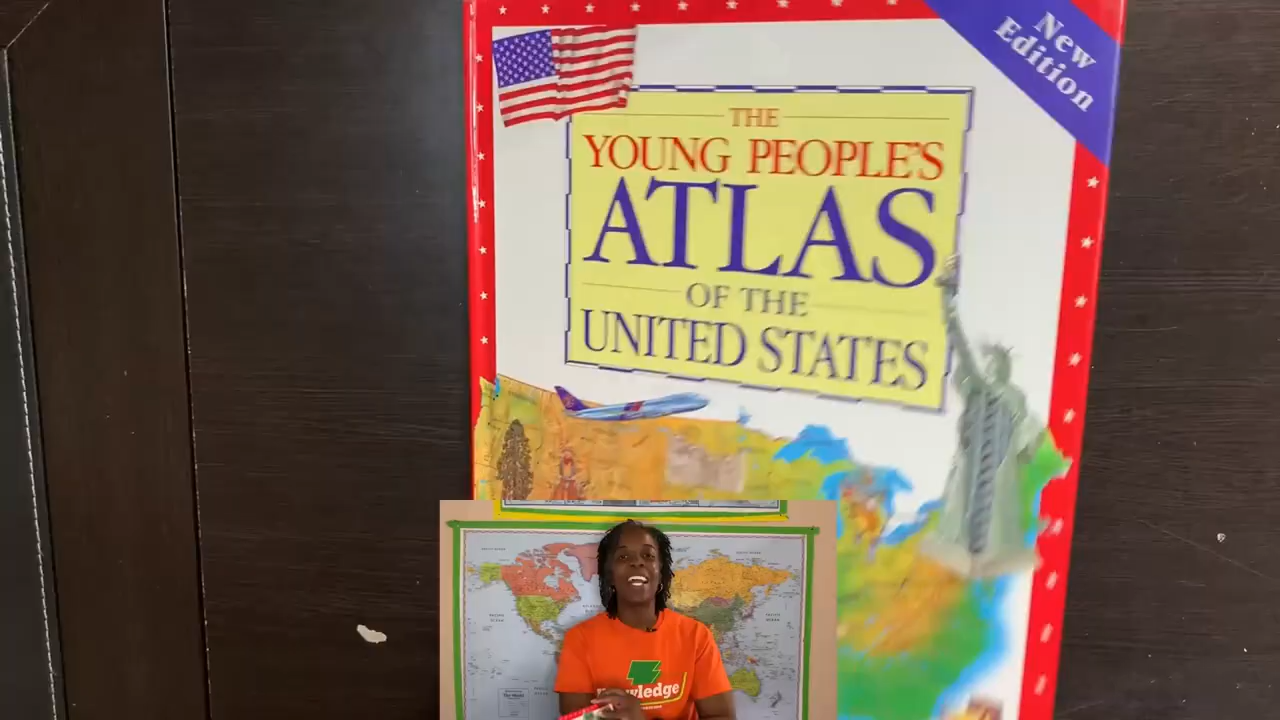 New
Edition
THE
YOUNG PEOPLE'S
ATLAS
OF THE
UNITED STATES